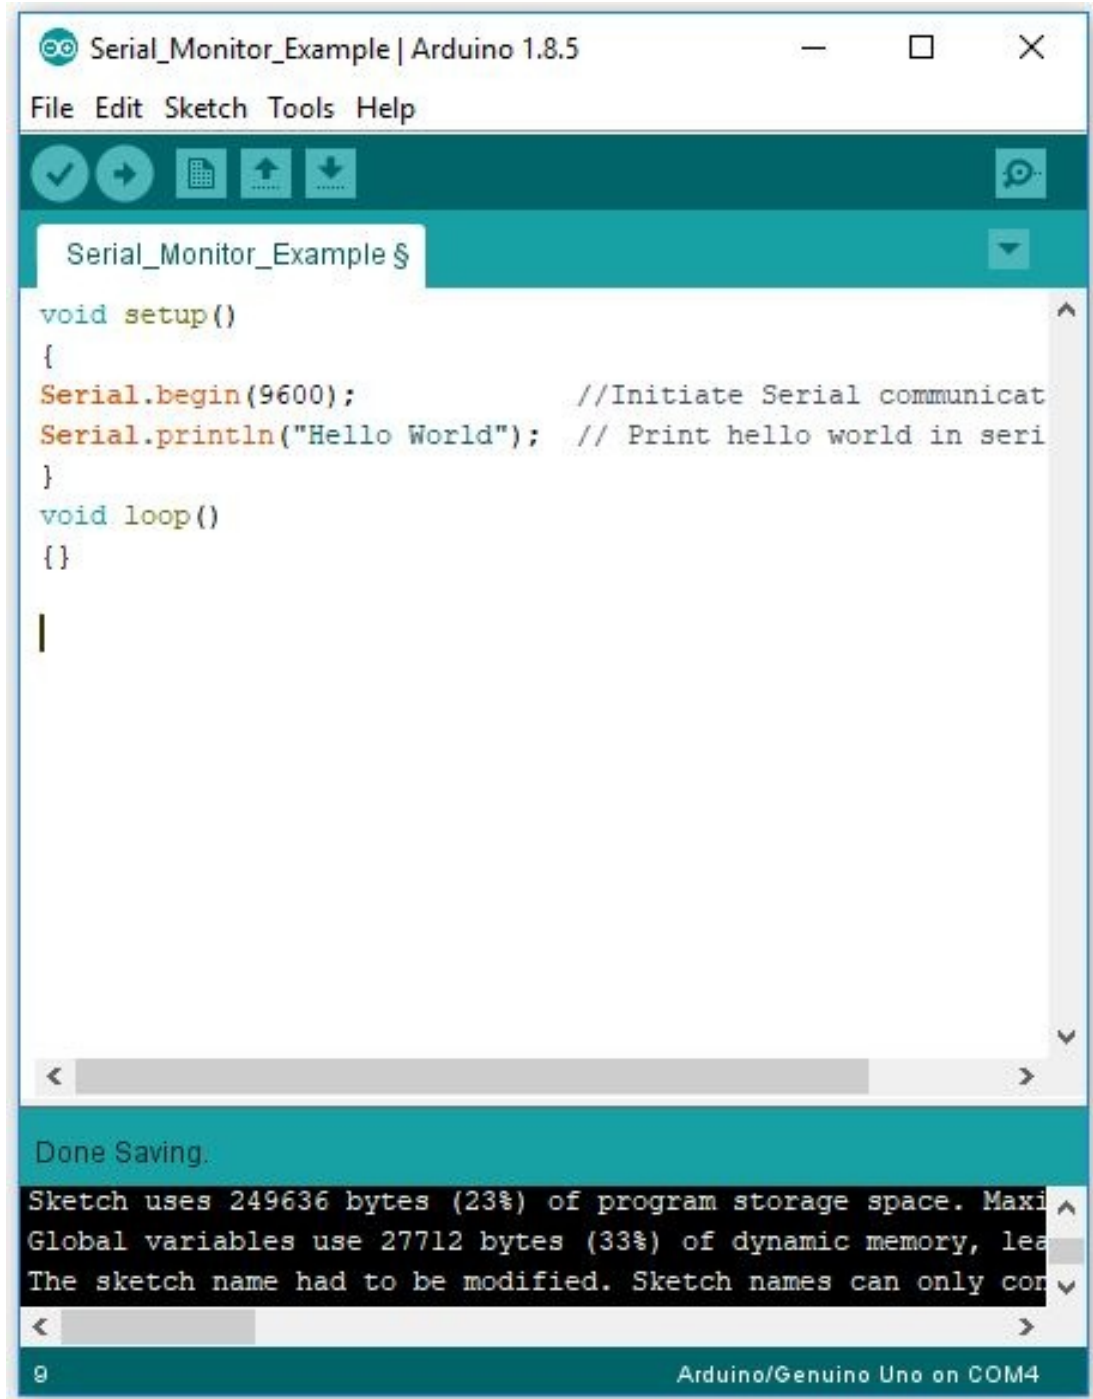 Serial_Monitor_Example | Arduino 1.8.5
File Edit Sketch Tools Help
Serial_Monitor_Example §
void setup()
{
Serial.begin(9600); //Initiate Serial communicat
Serial.println("Hello World"); // Print hello world in seri
}
void loop()
{}
Done Saving.
Sketch uses 249636 bytes (23%) of program storage space. Maxi
Global variables use 27712 bytes (33%) of dynamic memory, lea
The sketch name had to be modified. Sketch names can only con
9 Arduino/Genuino Uno on COM4